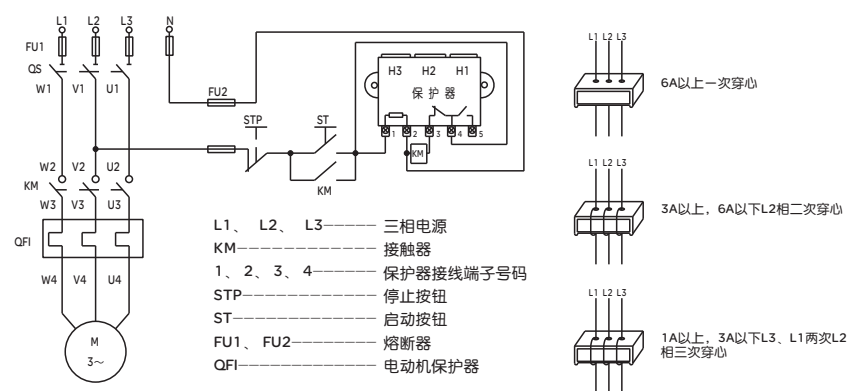 L1 L2 L3 N
FU1
QS
W1 V1 U1
FU2
STP ST
KM
W2 V2 U2
KM
W3 V3 U3
QFI
W4 V4 U4
M
3～
H3 H2 H1
保 护 器
1 2 3 4 5
KM
L1、 L2、 L3—————— 三相电源
KM———————————— 接触器
1、 2、 3、 4—————— 保护器接线端子号码
STP———————————— 停止按钮
ST———————————— 启动按钮
FU1、 FU2———————— 熔断器
QFI———————————— 电动机保护器
L1 L2 L3
6A以上一次穿心
L1 L2 L3
3A以上，6A以下L2相二次穿心
L1 L2 L3
1A以上，3A以下L3、L1两次L2
相三次穿心